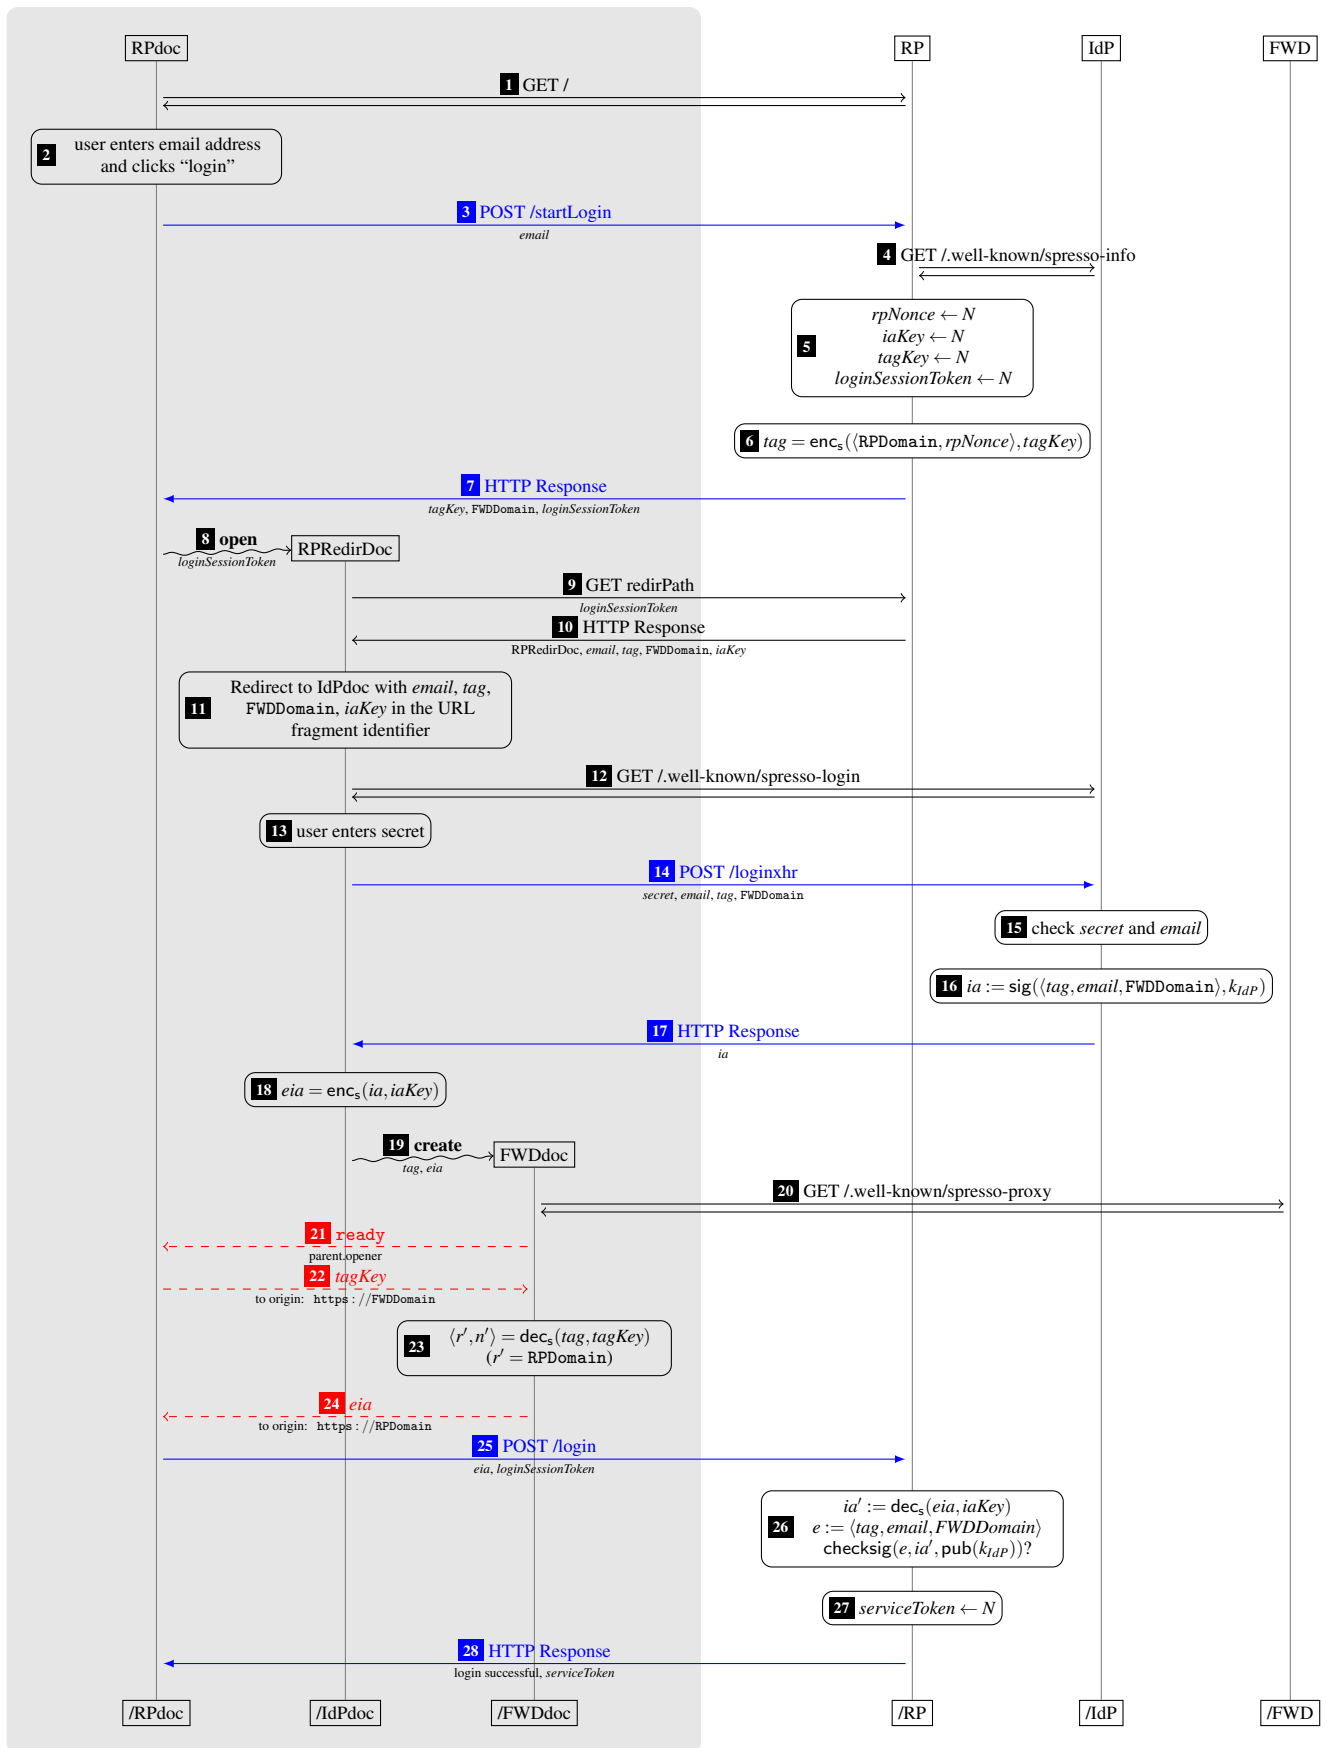 RPdoc
RP
IdP
FWD
1 GET /
2 user enters email address
and clicks “login”
3 POST /startLogin
email
4 GET /.well-known/spresso-info
5
rpNonce ← N
iaKey ← N
tagKey ← N
loginSessionToken ← N
6 tag = encₛ(⟨RPDomain, rpNonce⟩, tagKey)
7 HTTP Response
tagKey, FWDDomain, loginSessionToken
8 open
loginSessionToken
RPRedirDoc
9 GET redirPath
loginSessionToken
10 HTTP Response
RPRedirDoc, email, tag, FWDDomain, iaKey
11
Redirect to IdPdoc with email, tag,
FWDDomain, iaKey in the URL
fragment identifier
12 GET /.well-known/spresso-login
13 user enters secret
14 POST /loginxhr
secret, email, tag, FWDDomain
15 check secret and email
16 ia := sig(⟨tag, email, FWDDomain⟩, k_IdP)
17 HTTP Response
ia
18 eia = encₛ(ia, iaKey)
19 create
tag, eia
FWDdoc
20 GET /.well-known/spresso-proxy
21 ready
parent.opener
22 tagKey
to origin: https://FWDDomain
23
⟨r′, n′⟩ = decₛ(tag, tagKey)
(r′ = RPDomain)
24 eia
to origin: https://RPDomain
25 POST /login
eia, loginSessionToken
26
ia′ := decₛ(eia, iaKey)
e := ⟨tag, email, FWDDomain⟩
checksig(e, ia′, pub(k_IdP))?
27 serviceToken ← N
28 HTTP Response
login successful, serviceToken
/RPdoc
/IdPdoc
/FWDdoc
/RP
/IdP
/FWD